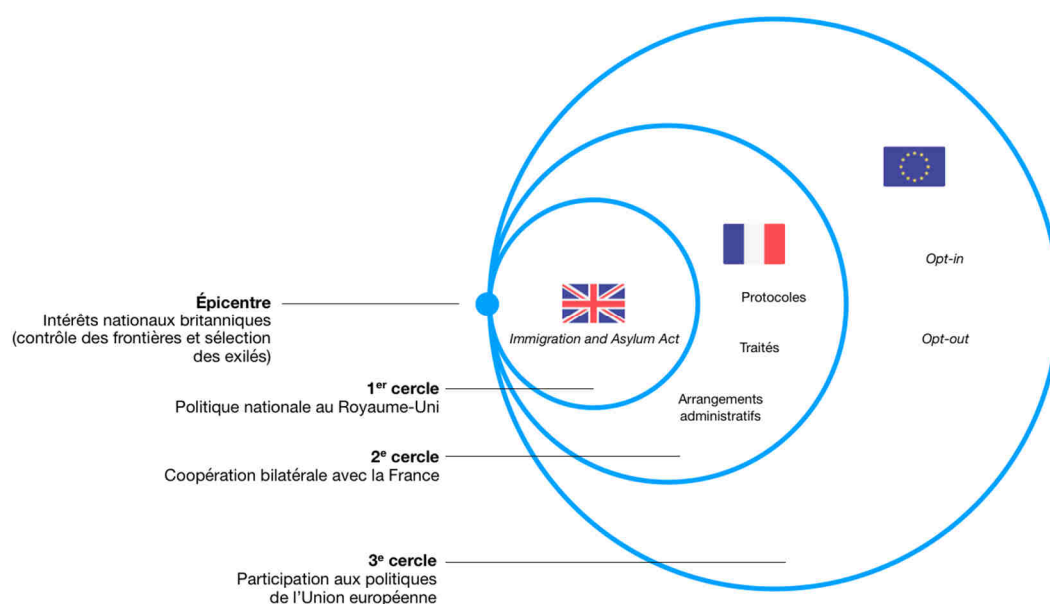 Épicentre
Intérêts nationaux britanniques
(contrôle des frontières et sélection
des exilés)
1er cercle
Politique nationale au Royaume-Uni
2e cercle
Coopération bilatérale avec la France
3e cercle
Participation aux politiques
de l’Union européenne
Immigration and Asylum Act
Protocoles
Traités
Arrangements
administratifs
Opt-in
Opt-out